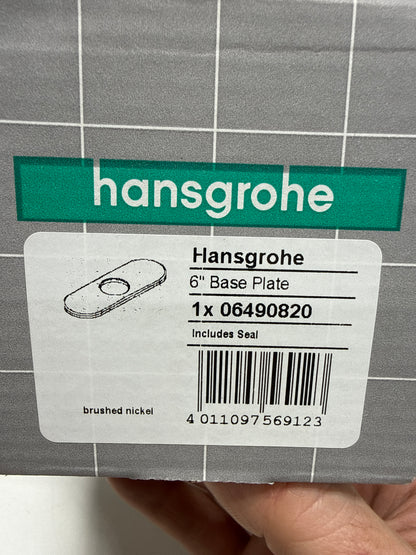 hansgrohe
Hansgrohe
6" Base Plate
1x 06490820
Includes Seal
brushed nickel
4 011097 569123